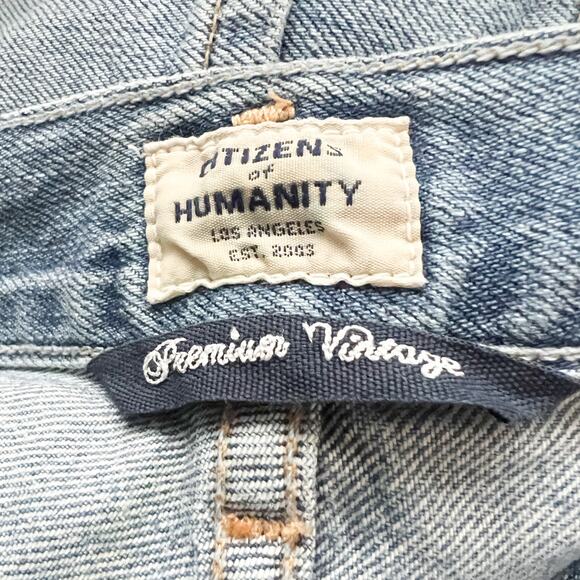 CITIZENS
of
HUMANITY
LOS ANGELES
EST. 2003
Premium Vintage